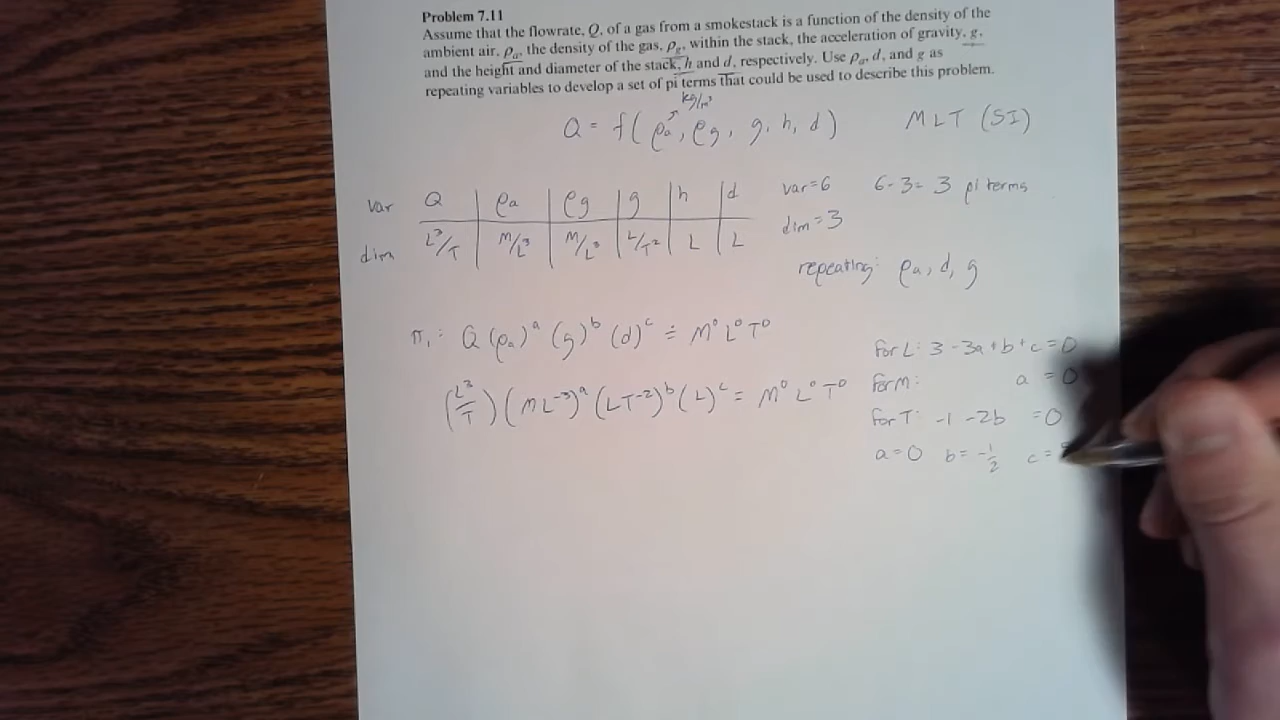 Problem 7.11
Assume that the flowrate, Q, of a gas from a smokestack is a function of the density of the
ambient air, ρa, the density of the gas, ρg, within the stack, the acceleration of gravity, g,
and the height and diameter of the stack, h and d, respectively. Use ρa, d, and g as
repeating variables to develop a set of pi terms that could be used to describe this problem.
kg/m³
Q = f(ρa, ρg, g, h, d) MLT (SI)
var Q ρa ρg g h d var=6 6-3= 3 pi terms
dim L³/T M/L³ M/L³ L/T² L L dim=3
repeating: ρa, d, g
π₁: Q (ρa)^a (g)^b (d)^c ≐ M⁰ L⁰ T⁰
For L: 3 - 3a + b + c = 0
For M: a = 0
(L³/T) (ML⁻³)^a (LT⁻²)^b (L)^c = M⁰ L⁰ T⁰
For T: -1 -2b = 0
a=0 b= -1/2 c=